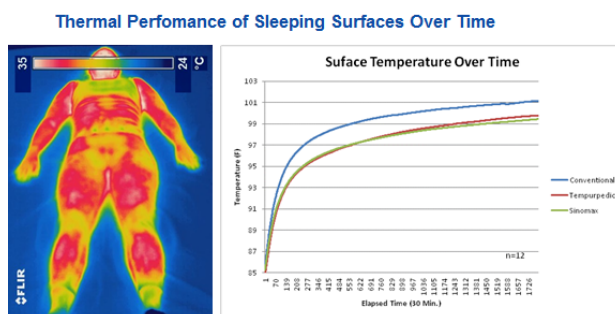 Thermal Perfomance of Sleeping Surfaces Over Time
35
24
°C
FLIR
Suface Temperature Over Time
Temperature (F)
103
101
99
97
95
93
91
89
87
85
1 70 139 208 277 346 415 484 553 622 691 760 829 898 967 1036 1105 1174 1243 1312 1381 1450 1519 1588 1657 1726
Elapsed Time (30 Min.)
n=12
Conventional
Tempurpedic
Sinomax